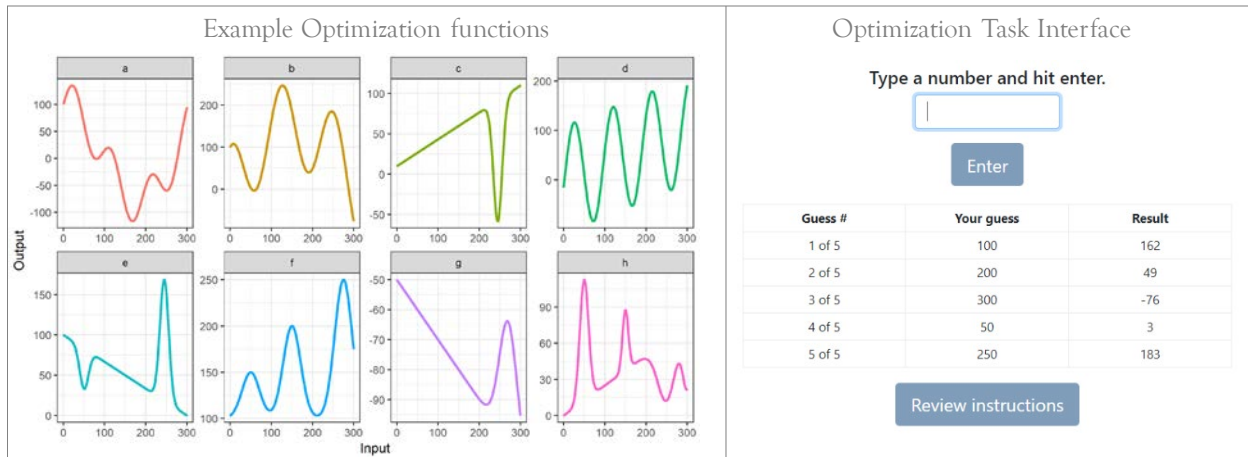 Example Optimization functions
Optimization Task Interface
a b c d
100 50 0 -50 -100
200 100 0
100 50 0 -50
200 100 0
0 100 200 300 0 100 200 300 0 100 200 300 0 100 200 300
Output
e f g h
150 100 50 0
250 200 150 100
-50 -60 -70 -80 -90
90 60 30 0
0 100 200 300 0 100 200 300 0 100 200 300 0 100 200 300
Input
Type a number and hit enter.
Enter
Guess # Your guess Result
1 of 5 100 162
2 of 5 200 49
3 of 5 300 -76
4 of 5 50 3
5 of 5 250 183
Review instructions